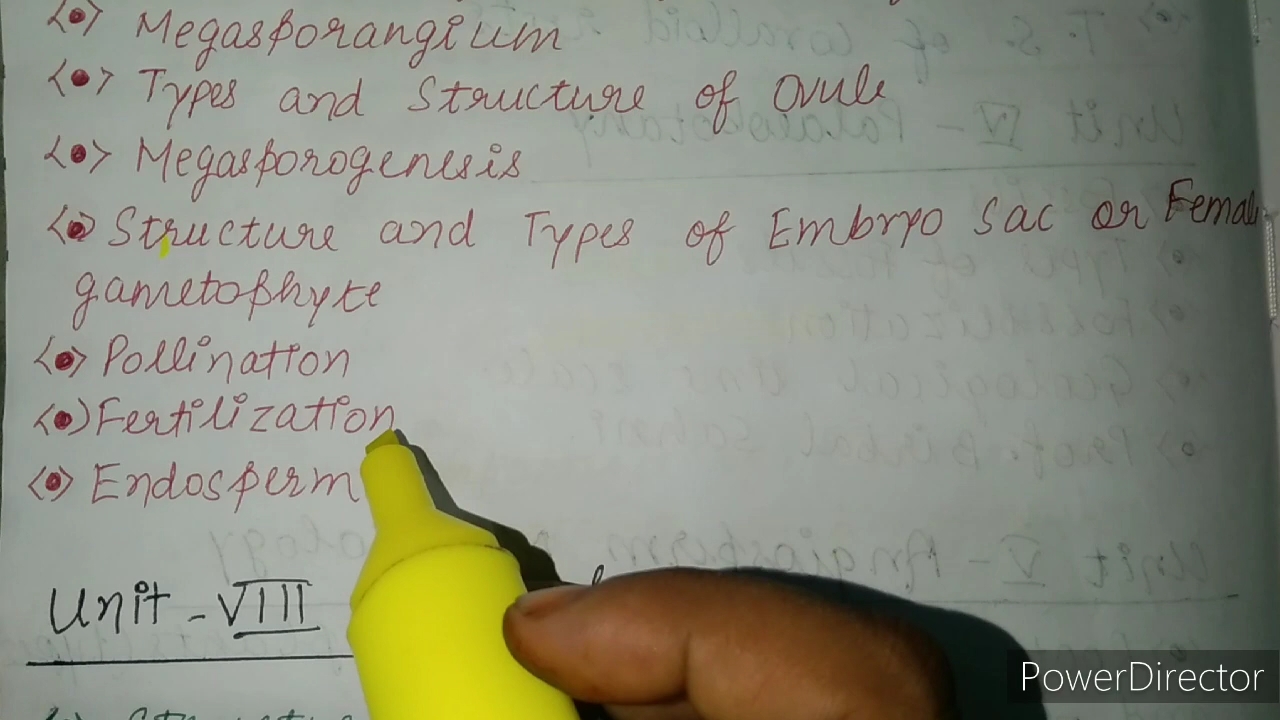 <•> Megasporangium
<•> Types and Structure of Ovule
<•> Megasporogenesis
<•> Structure and Types of Embryo Sac or Femal
gametophyte
<•> Pollination
<•> Fertilization
<•> Endosperm
Unit - VIII
PowerDirector